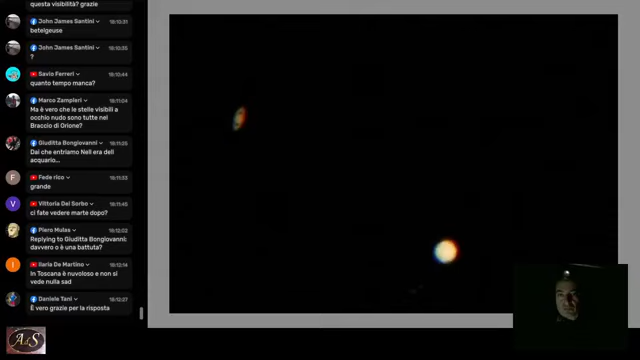 questa visibilità? grazie
John James Santini 18:10:31
betelgeuse
John James Santini 18:10:35
?
Savio Ferreri 18:10:44
quanto tempo manca?
Marco Zampieri 18:11:04
Ma è vero che le stelle visibili a
occhio nudo sono tutte nel
Braccio di Orione?
Giuditta Bongiovanni 18:11:25
Dai che entriamo Nell era dell
acquario...
F
Fede rico 18:11:33
grande
V
Vittoria Del Sorbo 18:11:45
ci fate vedere marte dopo?
Piero Mulas 18:12:02
Replying to Giuditta Bongiovanni:
davvero o è una battuta?
I
Ilaria De Martino 18:12:14
In Toscana è nuvoloso e non si
vede nulla sad
Daniele Tani 18:12:27
È vero grazie per la risposta
AdS